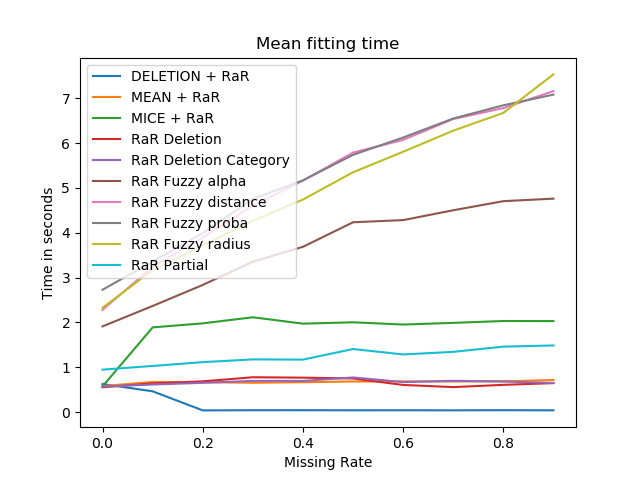 Mean fitting time
DELETION + RaR
MEAN + RaR
MICE + RaR
RaR Deletion
RaR Deletion Category
RaR Fuzzy alpha
RaR Fuzzy distance
RaR Fuzzy proba
RaR Fuzzy radius
RaR Partial
Time in seconds
7
6
5
4
3
2
1
0
0.0 0.2 0.4 0.6 0.8
Missing Rate